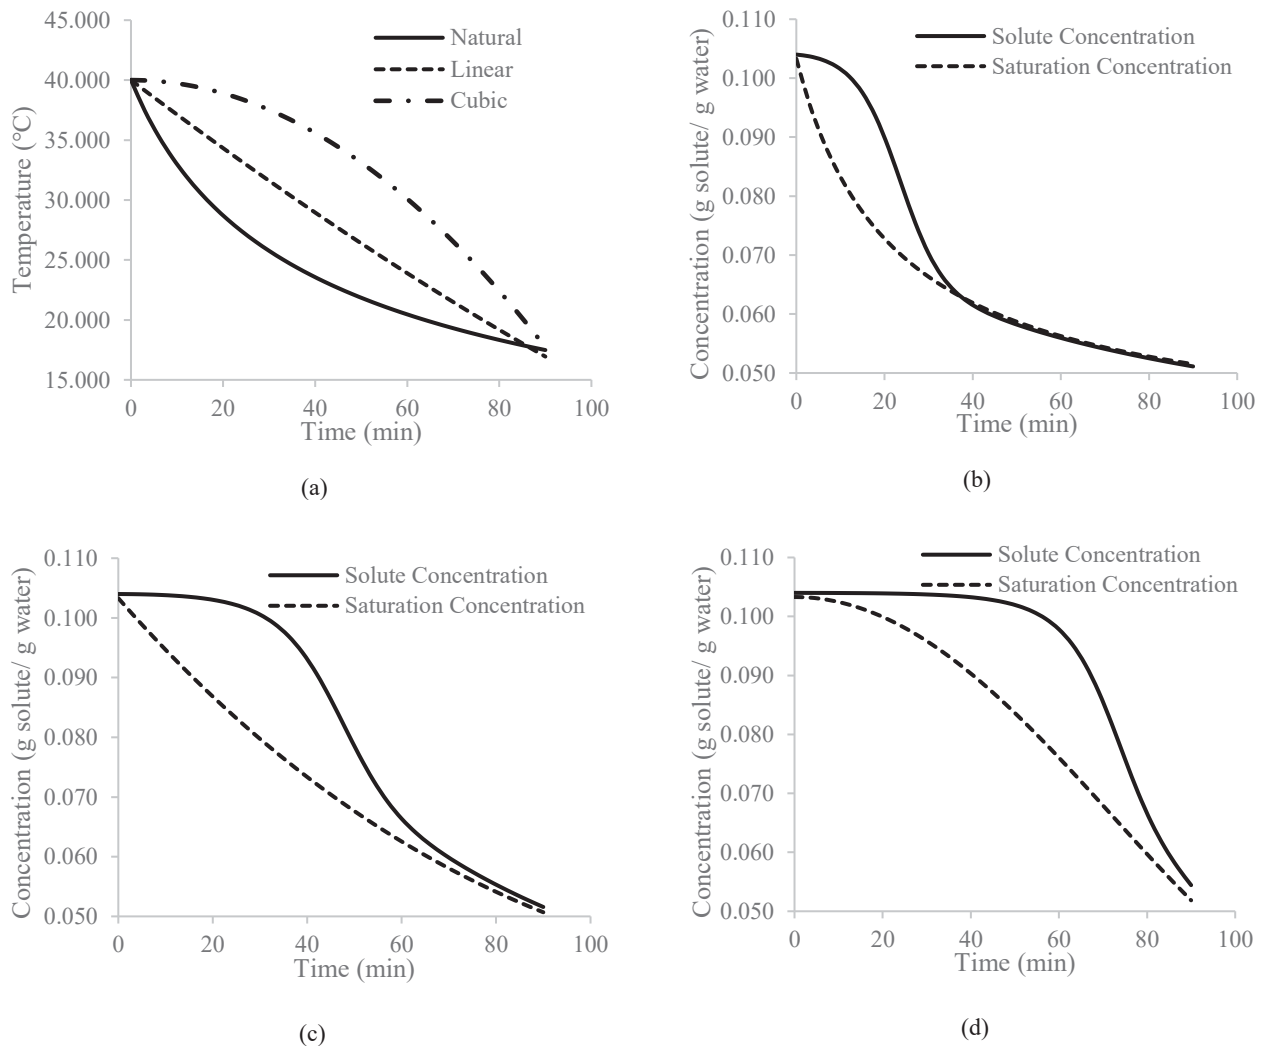 45.000
40.000
35.000
30.000
25.000
20.000
15.000
Temperature (℃)
Natural
Linear
Cubic
0 20 40 60 80 100
Time (min)
(a)
0.110
0.100
0.090
0.080
0.070
0.060
0.050
Concentration (g solute/ g water)
Solute Concentration
Saturation Concentration
0 20 40 60 80 100
Time (min)
(b)
0.110
0.100
0.090
0.080
0.070
0.060
0.050
Concentration (g solute/ g water)
Solute Concentration
Saturation Concentration
0 20 40 60 80 100
Time (min)
(c)
0.110
0.100
0.090
0.080
0.070
0.060
0.050
Concentration (g solute/ g water)
Solute Concentration
Saturation Concentration
0 20 40 60 80 100
Time (min)
(d)